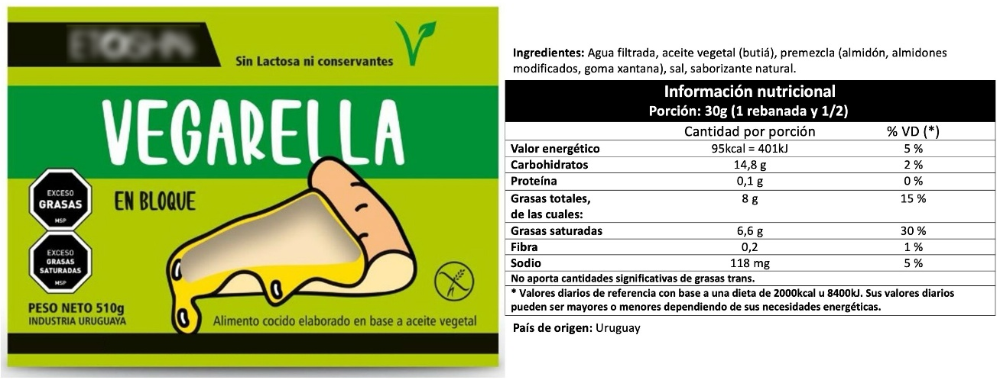 Sin Lactosa ni conservantes
VEGARELLA
EN BLOQUE
EXCESO
GRASAS
MSP
EXCESO
GRASAS
SATURADAS
MSP
PESO NETO 510g
INDUSTRIA URUGUAYA
Alimento cocido elaborado en base a aceite vegetal
Ingredientes: Agua filtrada, aceite vegetal (butiá), premezcla (almidón, almidones
modificados, goma xantana), sal, saborizante natural.
Información nutricional
Porción: 30g (1 rebanada y 1/2)
Cantidad por porción % VD (*)
Valor energético 95kcal = 401kJ 5 %
Carbohidratos 14,8 g 2 %
Proteína 0,1 g 0 %
Grasas totales, 8 g 15 %
de las cuales:
Grasas saturadas 6,6 g 30 %
Fibra 0,2 1 %
Sodio 118 mg 5 %
No aporta cantidades significativas de grasas trans.
* Valores diarios de referencia con base a una dieta de 2000kcal u 8400kJ. Sus valores diarios
pueden ser mayores o menores dependiendo de sus necesidades energéticas.
País de origen: Uruguay